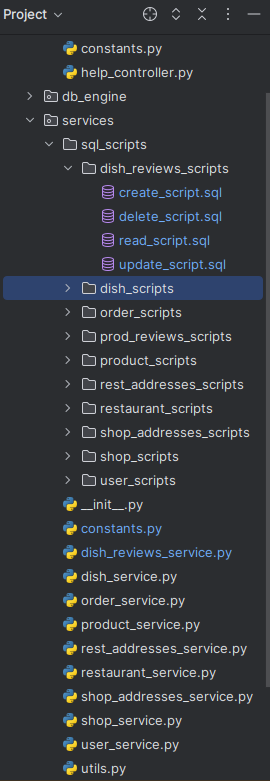 Project
constants.py
help_controller.py
db_engine
services
sql_scripts
dish_reviews_scripts
create_script.sql
delete_script.sql
read_script.sql
update_script.sql
dish_scripts
order_scripts
prod_reviews_scripts
product_scripts
rest_addresses_scripts
restaurant_scripts
shop_addresses_scripts
shop_scripts
user_scripts
__init__.py
constants.py
dish_reviews_service.py
dish_service.py
order_service.py
product_service.py
rest_addresses_service.py
restaurant_service.py
shop_addresses_service.py
shop_service.py
user_service.py
utils.py